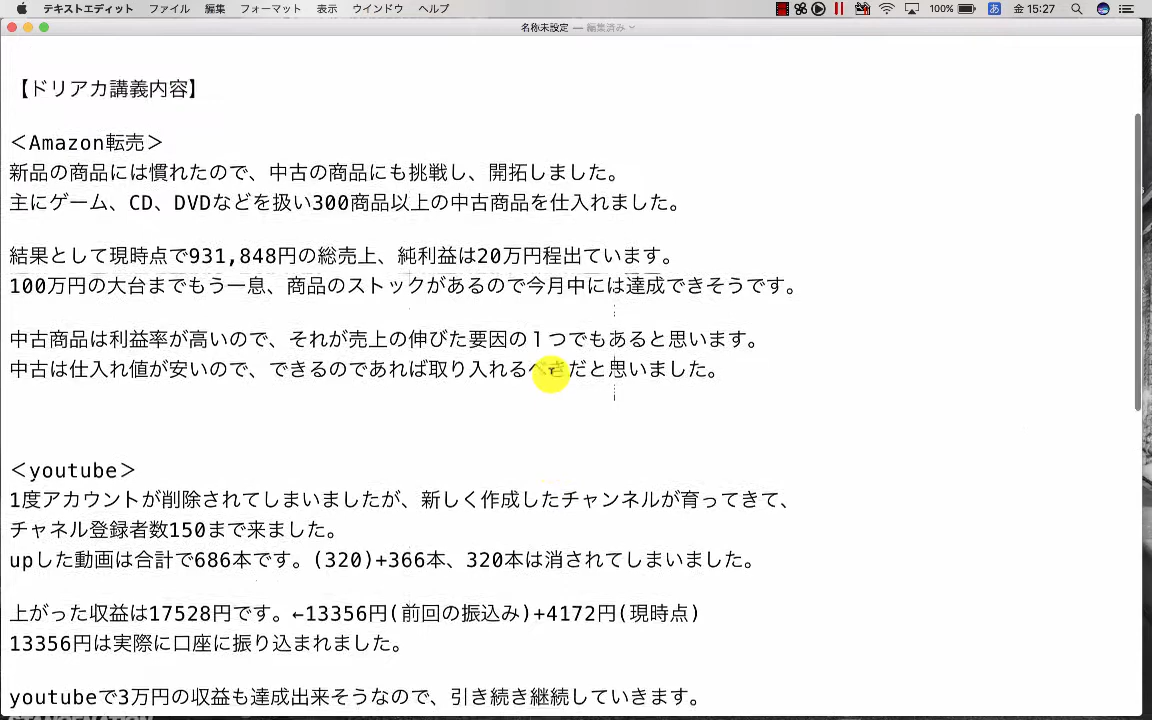 テキストエディット ファイル 編集 フォーマット 表示 ウインドウ ヘルプ 100% あ 金 15:27
名称未設定 — 編集済み
【ドリアカ講義内容】
＜Amazon転売＞
新品の商品には慣れたので、中古の商品にも挑戦し、開拓しました。
主にゲーム、CD、DVDなどを扱い300商品以上の中古商品を仕入れました。
結果として現時点で931,848円の総売上、純利益は20万円程出ています。
100万円の大台までもう一息、商品のストックがあるので今月中には達成できそうです。
中古商品は利益率が高いので、それが売上の伸びた要因の１つでもあると思います。
中古は仕入れ値が安いので、できるのであれば取り入れるべきだと思いました。
＜youtube＞
1度アカウントが削除されてしまいましたが、新しく作成したチャンネルが育ってきて、
チャネル登録者数150まで来ました。
upした動画は合計で686本です。(320)+366本、320本は消されてしまいました。
上がった収益は17528円です。←13356円(前回の振込み)+4172円(現時点)
13356円は実際に口座に振り込まれました。
youtubeで3万円の収益も達成出来そうなので、引き続き継続していきます。